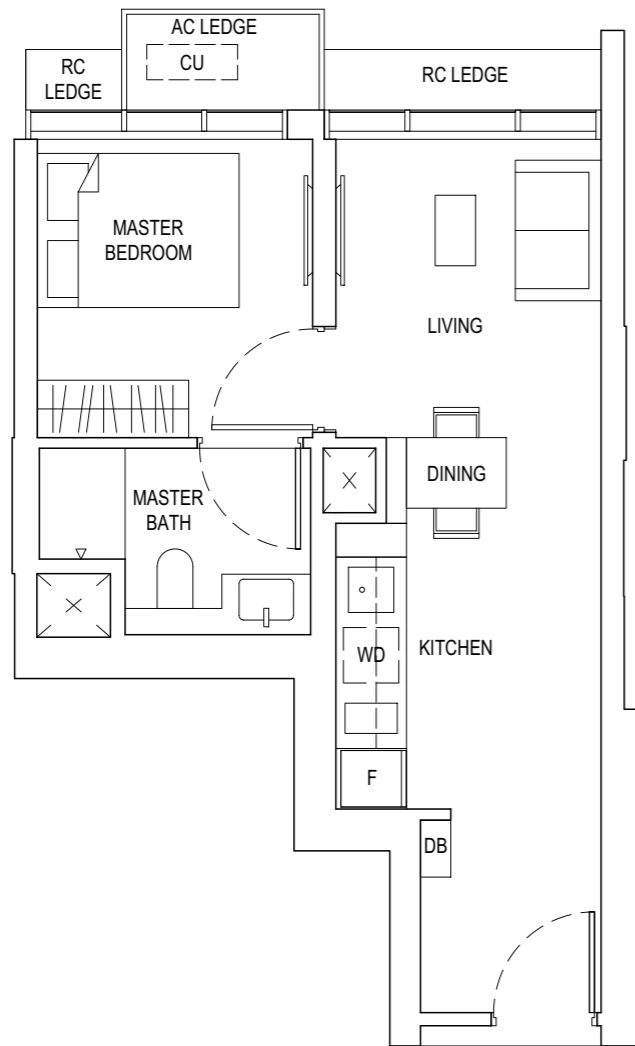 AC LEDGE
CU
RC
LEDGE
RC LEDGE
MASTER
BEDROOM
LIVING
DINING
MASTER
BATH
KITCHEN
WD
F
DB